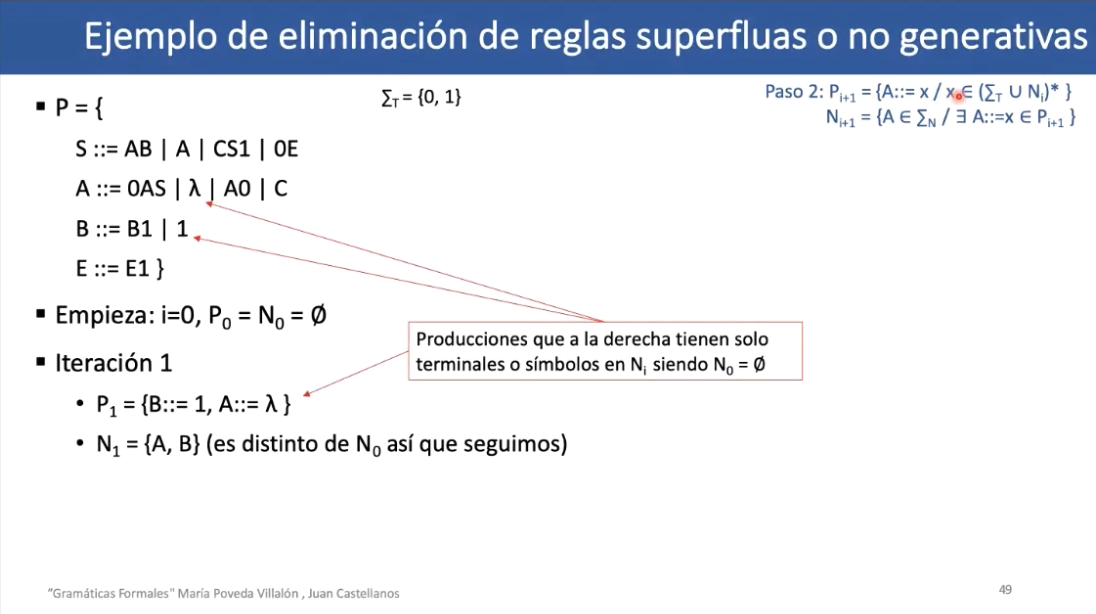 Ejemplo de eliminación de reglas superfluas o no generativas
▪ P = {
∑T = {0, 1}
Paso 2: Pi+1 = {A::= x / x ∈ (∑T ∪ Ni)* }
Ni+1 = {A ∈ ∑N / ∃ A::=x ∈ Pi+1 }
S ::= AB | A | CS1 | 0E
A ::= 0AS | λ | A0 | C
B ::= B1 | 1
E ::= E1 }
▪ Empieza: i=0, P0 = N0 = Ø
▪ Iteración 1
Producciones que a la derecha tienen solo
terminales o símbolos en Ni siendo N0 = Ø
• P1 = {B::= 1, A::= λ }
• N1 = {A, B} (es distinto de N0 así que seguimos)
"Gramáticas Formales" María Poveda Villalón , Juan Castellanos
49